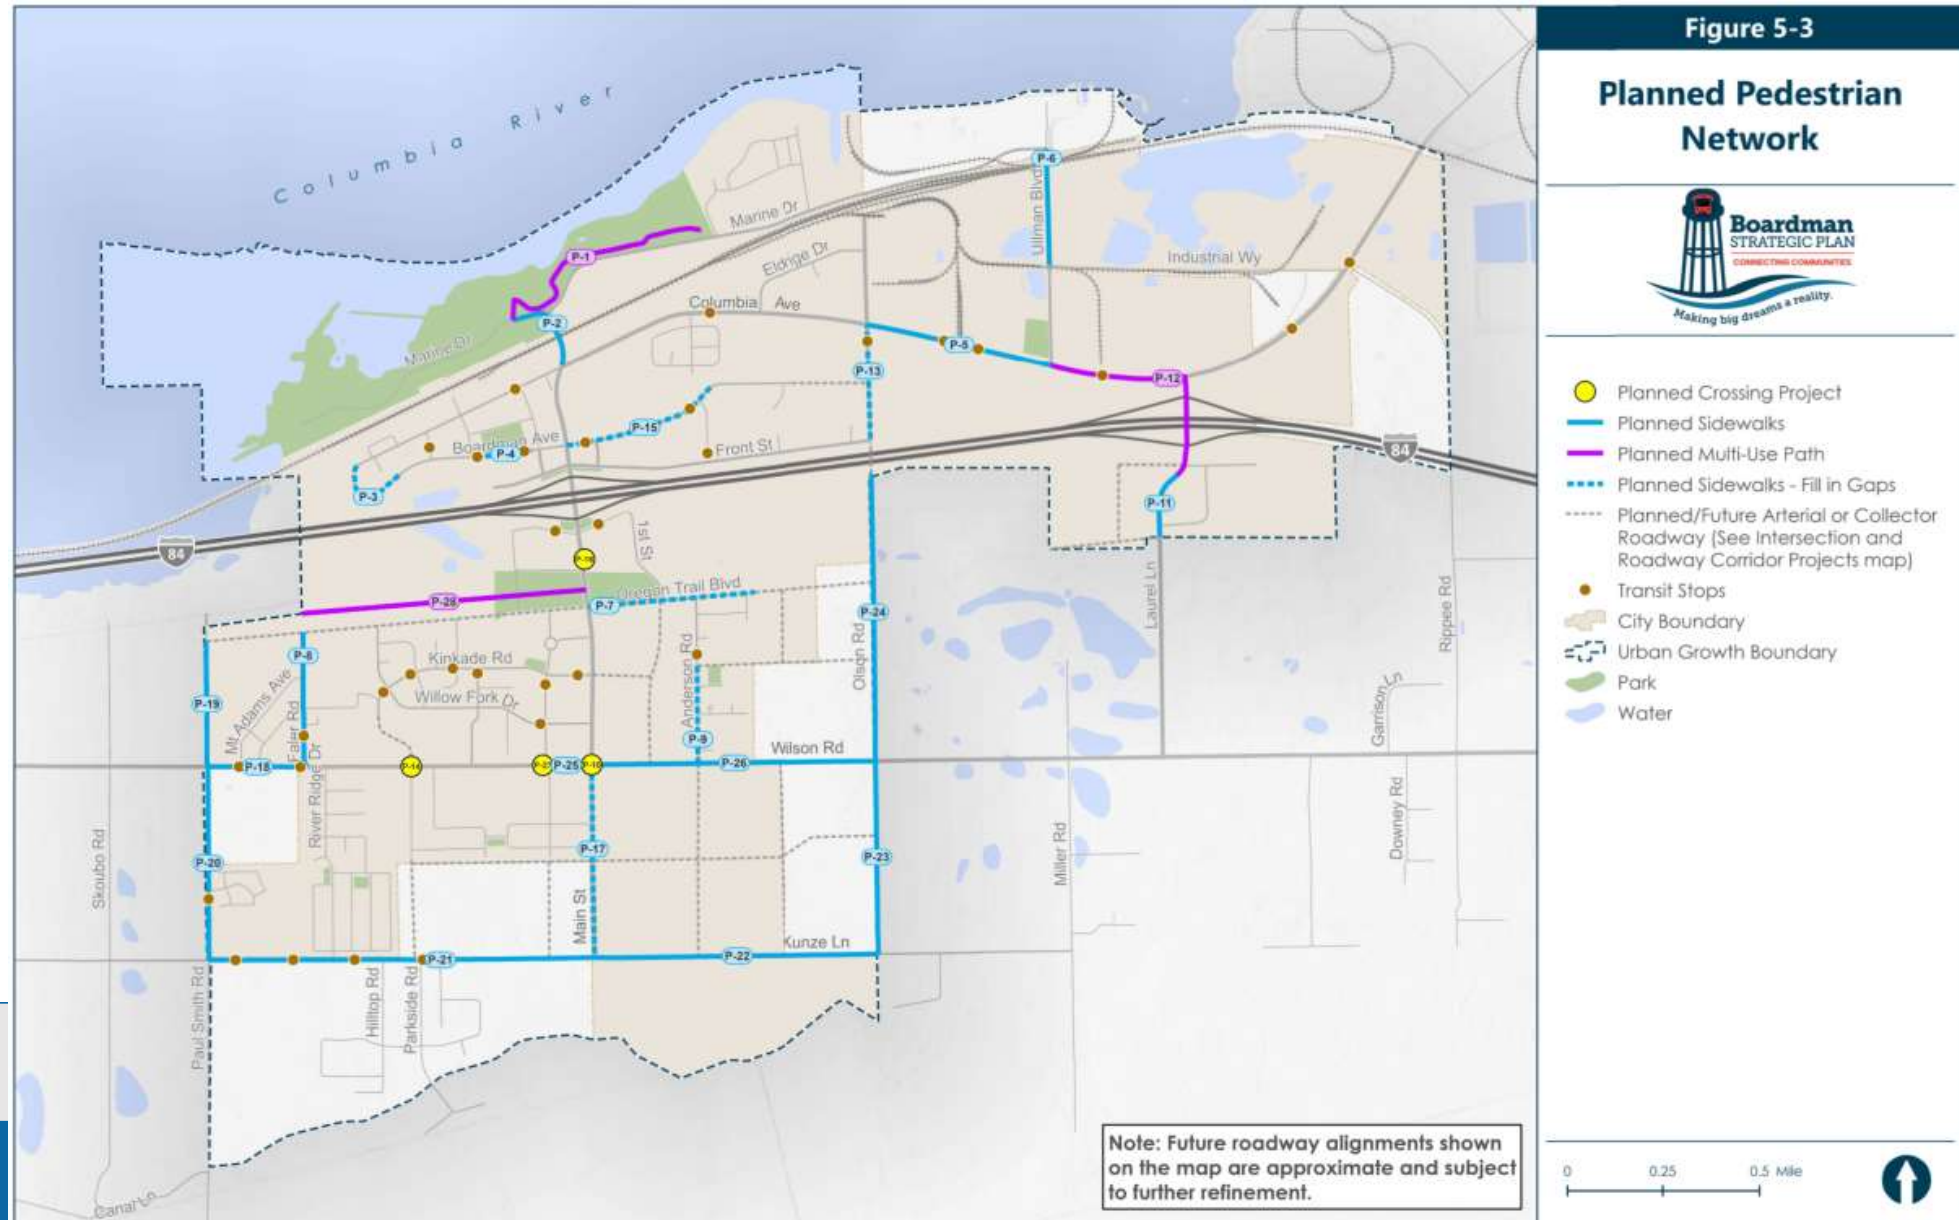 Figure 5-3
Planned Pedestrian
Network
Boardman
STRATEGIC PLAN
CONNECTING COMMUNITIES
Making big dreams a reality.
Planned Crossing Project
Planned Sidewalks
Planned Multi-Use Path
Planned Sidewalks - Fill in Gaps
Planned/Future Arterial or Collector
Roadway (See Intersection and
Roadway Corridor Projects map)
Transit Stops
City Boundary
Urban Growth Boundary
Park
Water
0 0.25 0.5 Mile
Columbia River
P-6
Ullman Blvd
Marine Dr
P-1
Eldrige Dr
Industrial Wy
Columbia Ave
P-2
Marine Dr
P-5
P-13
P-12
P-15
Boardman Ave
P-4
Front St
84
P-3
P-11
1st St
84
Oregon Trail Blvd
P-28
P-7
P-24
Laurel Ln
Rippee Rd
Olson Rd
P-6
Kinkade Rd
Anderson Rd
Mt Adams Ave
Willow Fork Dr
P-19
Faler Rd
Garrison Ln
P-9
Wilson Rd
P-18
P-14
P-25
P-26
River Ridge Dr
Downey Rd
P-17
P-20
P-23
Skoubo Rd
Miller Rd
Main St
Kunze Ln
P-21
P-22
Paul Smith Rd
Hilltop Rd
Parkside Rd
Canal Ln
Note: Future roadway alignments shown
on the map are approximate and subject
to further refinement.